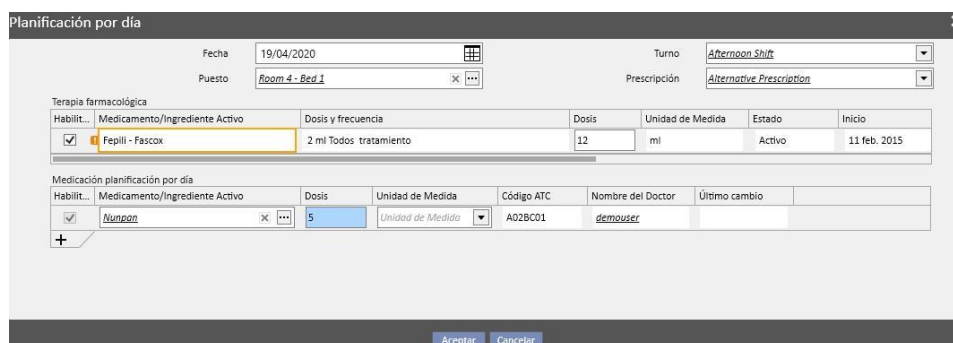 Planificación por día
Fecha 19/04/2020 Turno Afternoon Shift
Puesto Room 4 - Bed 1 Prescripción Alternative Prescription
Terapia farmacológica
Habilit... Medicamento/Ingrediente Activo Dosis y frecuencia Dosis Unidad de Medida Estado Inicio
Fepili - Fascox 2 ml Todos tratamiento 12 ml Activo 11 feb. 2015
Medicación planificación por día
Habilit... Medicamento/Ingrediente Activo Dosis Unidad de Medida Código ATC Nombre del Doctor Último cambio
Nunpan 5 Unidad de Medida A02BC01 demouser
Aceptar Cancelar